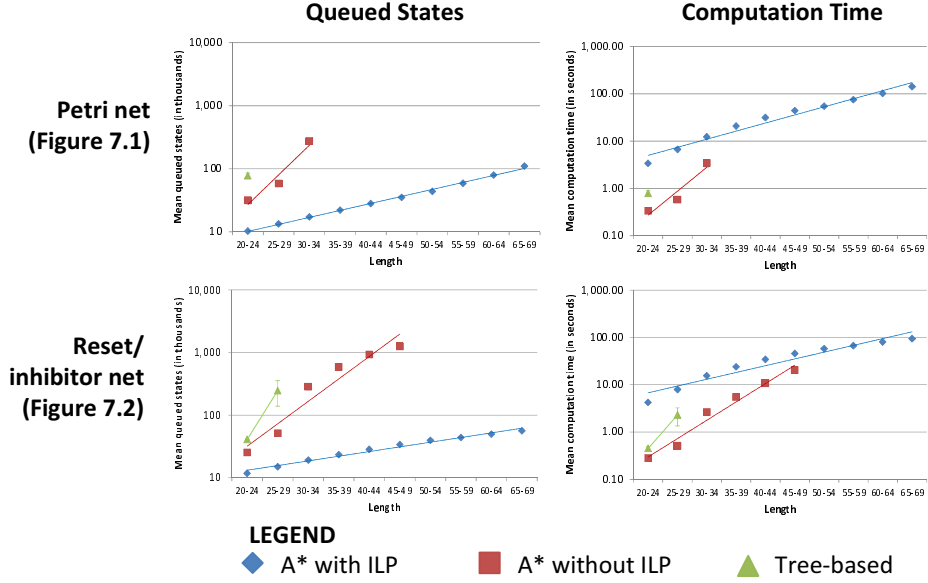 Queued States
Computation Time
Petri net
(Figure 7.1)
Mean queued states (in thousands)
10,000
1,000
100
10
20-24 25-29 30-34 35-39 40-44 45-49 50-54 55-59 60-64 65-69
Length
Mean computation time (in seconds)
1,000.00
100.00
10.00
1.00
0.10
20-24 25-29 30-34 35-39 40-44 45-49 50-54 55-59 60-64 65-69
Length
Reset/
inhibitor net
(Figure 7.2)
Mean queued states (in thousands)
10,000
1,000
100
10
20-24 25-29 30-34 35-39 40-44 45-49 50-54 55-59 60-64 65-69
Length
Mean computation time (in seconds)
1,000.00
100.00
10.00
1.00
0.10
20-24 25-29 30-34 35-39 40-44 45-49 50-54 55-59 60-64 65-69
Length
LEGEND
A* with ILP
A* without ILP
Tree-based